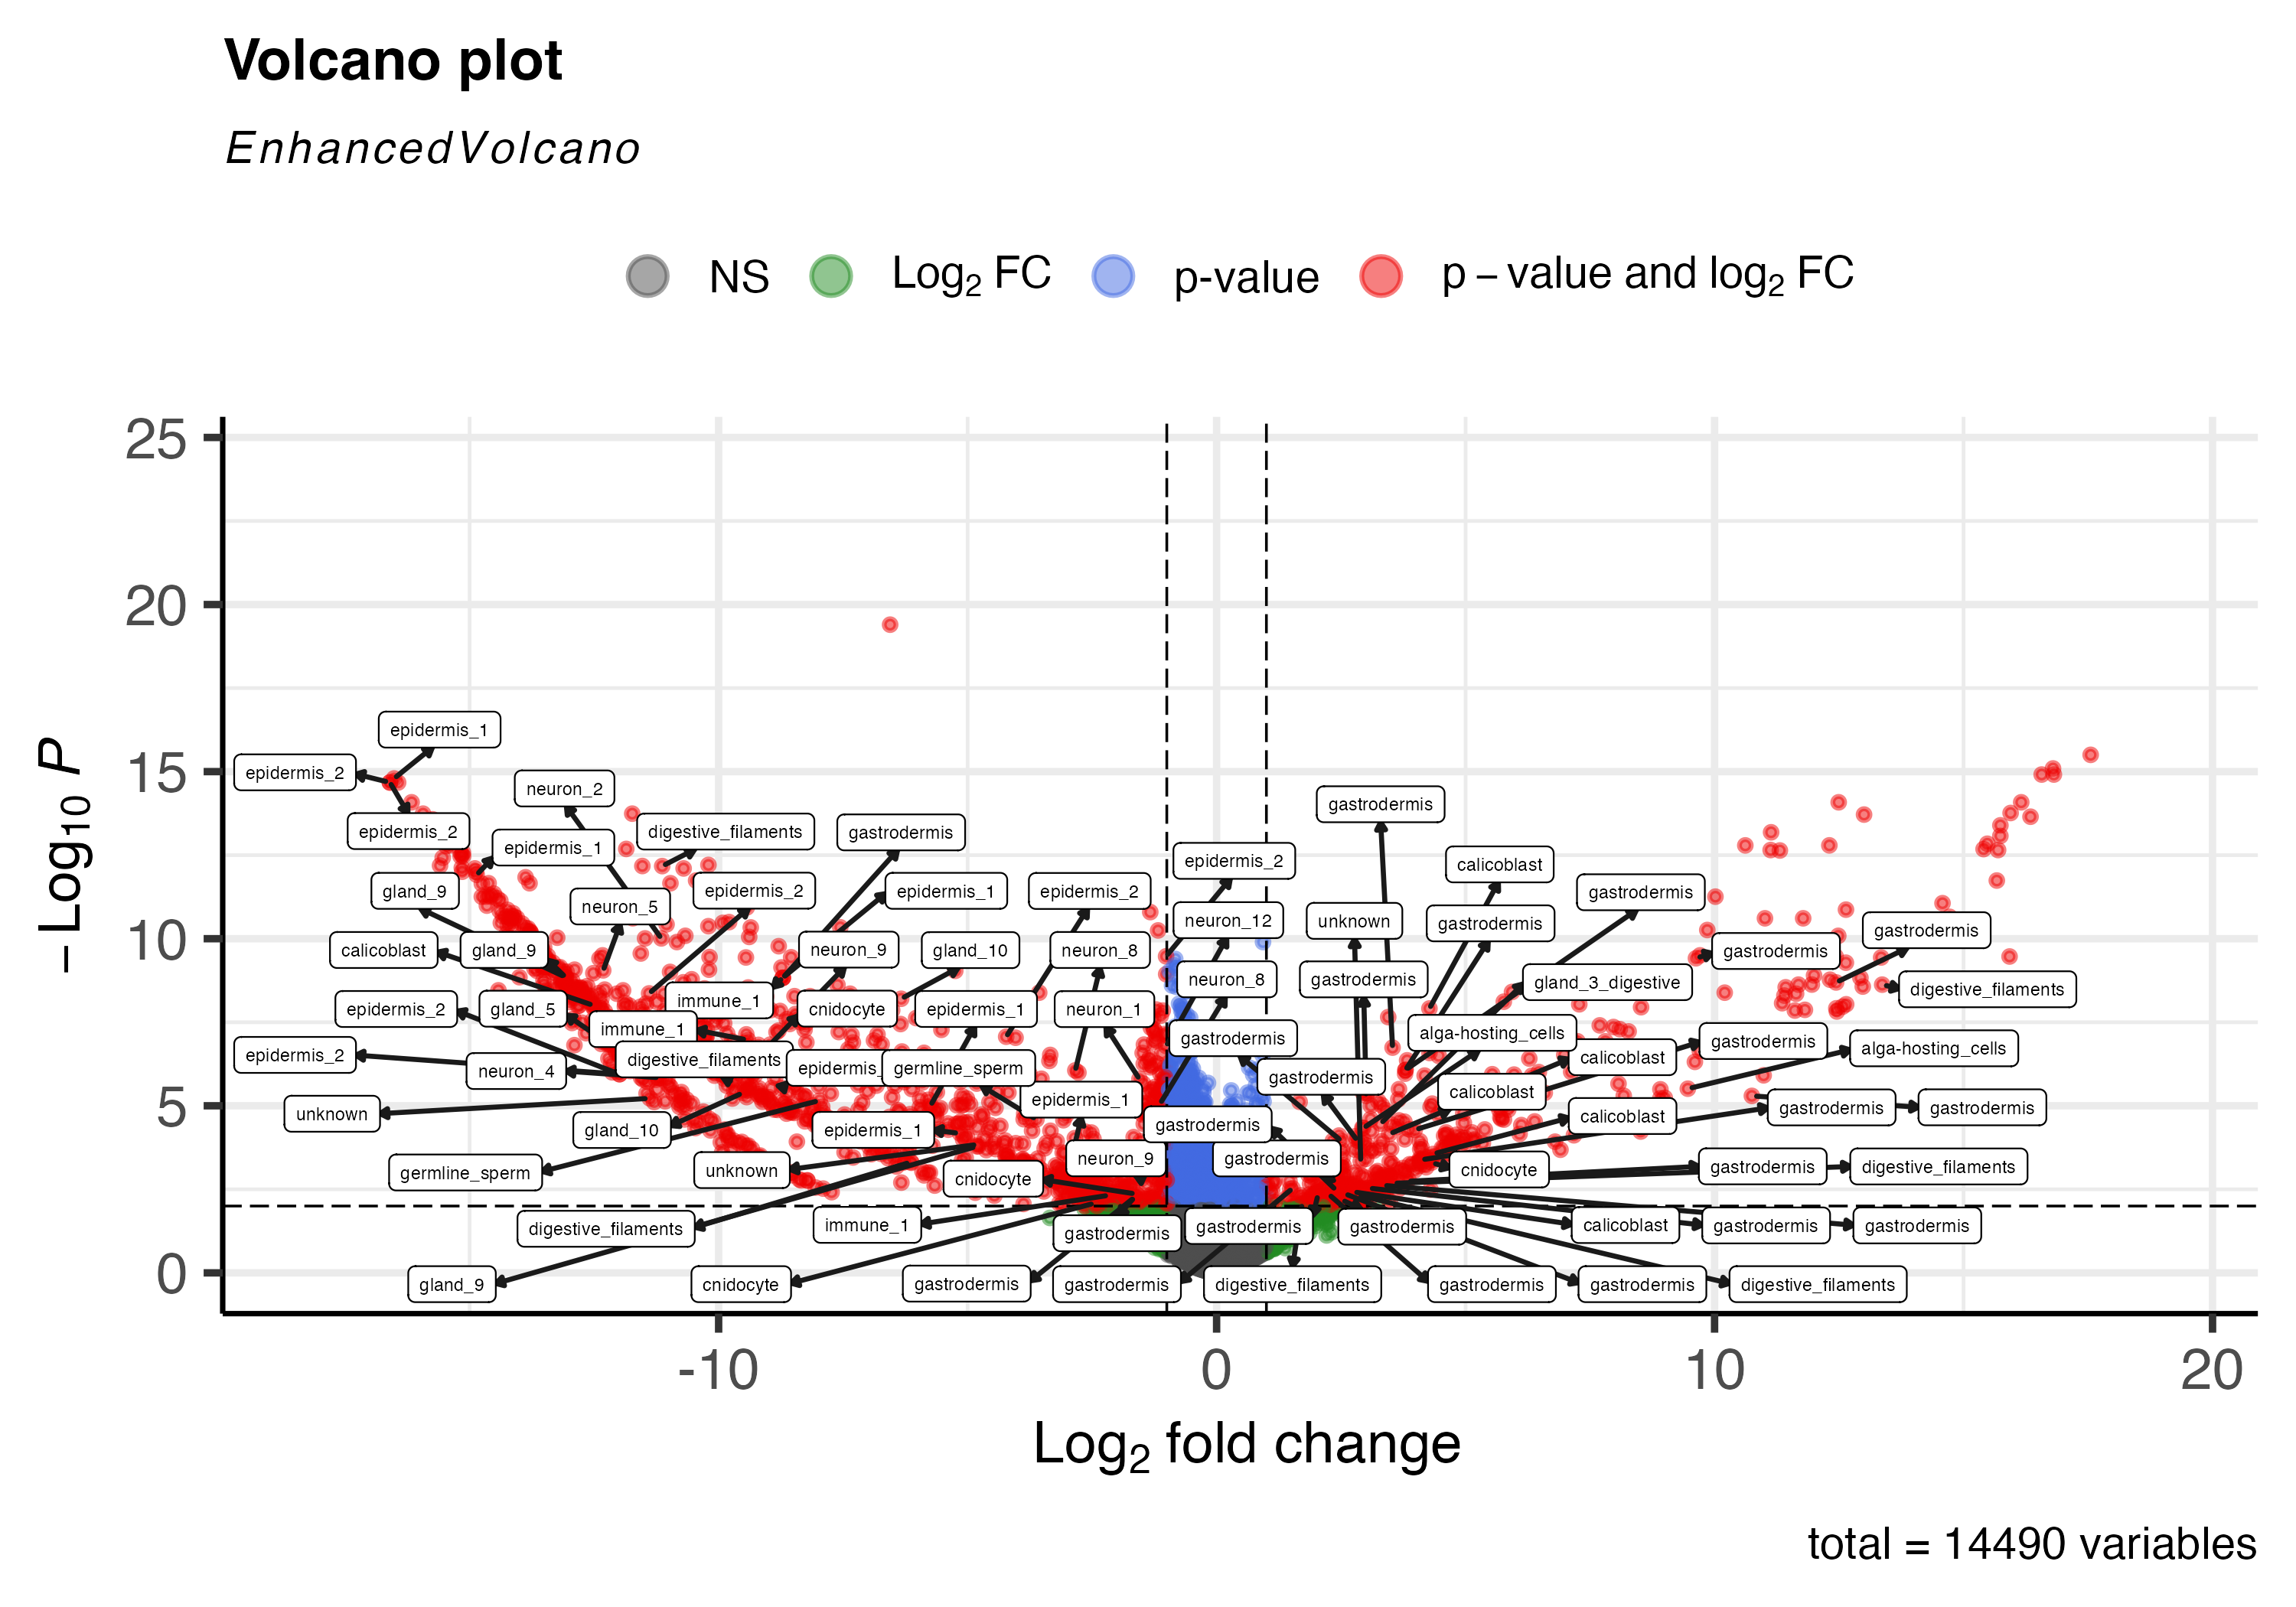 Volcano plot
EnhancedVolcano
NS Log2 FC p-value p – value and log2 FC
– Log10 P
25
20
15
10
5
0
epidermis_1
epidermis_2
neuron_2
gastrodermis
epidermis_2
digestive_filaments
gastrodermis
epidermis_1
epidermis_2
calicoblast
gland_9
epidermis_2
epidermis_1
epidermis_2
gastrodermis
neuron_5
neuron_12
unknown
gastrodermis
gastrodermis
calicoblast
gland_9
neuron_9
gland_10
neuron_8
gastrodermis
neuron_8
gastrodermis
gland_3_digestive
digestive_filaments
immune_1
epidermis_2
gland_5
cnidocyte
epidermis_1
neuron_1
immune_1
gastrodermis
alga-hosting_cells
gastrodermis
alga-hosting_cells
epidermis_2
neuron_4
digestive_filaments
epidermis_
germline_sperm
gastrodermis
calicoblast
calicoblast
unknown
epidermis_1
gastrodermis
gastrodermis
gland_10
epidermis_1
gastrodermis
calicoblast
germline_sperm
unknown
neuron_9
gastrodermis
cnidocyte
gastrodermis
digestive_filaments
cnidocyte
digestive_filaments
immune_1
gastrodermis
gastrodermis
gastrodermis
calicoblast
gastrodermis
gastrodermis
gland_9
cnidocyte
gastrodermis
gastrodermis
digestive_filaments
gastrodermis
gastrodermis
digestive_filaments
-10 0 10 20
Log2 fold change
total = 14490 variables